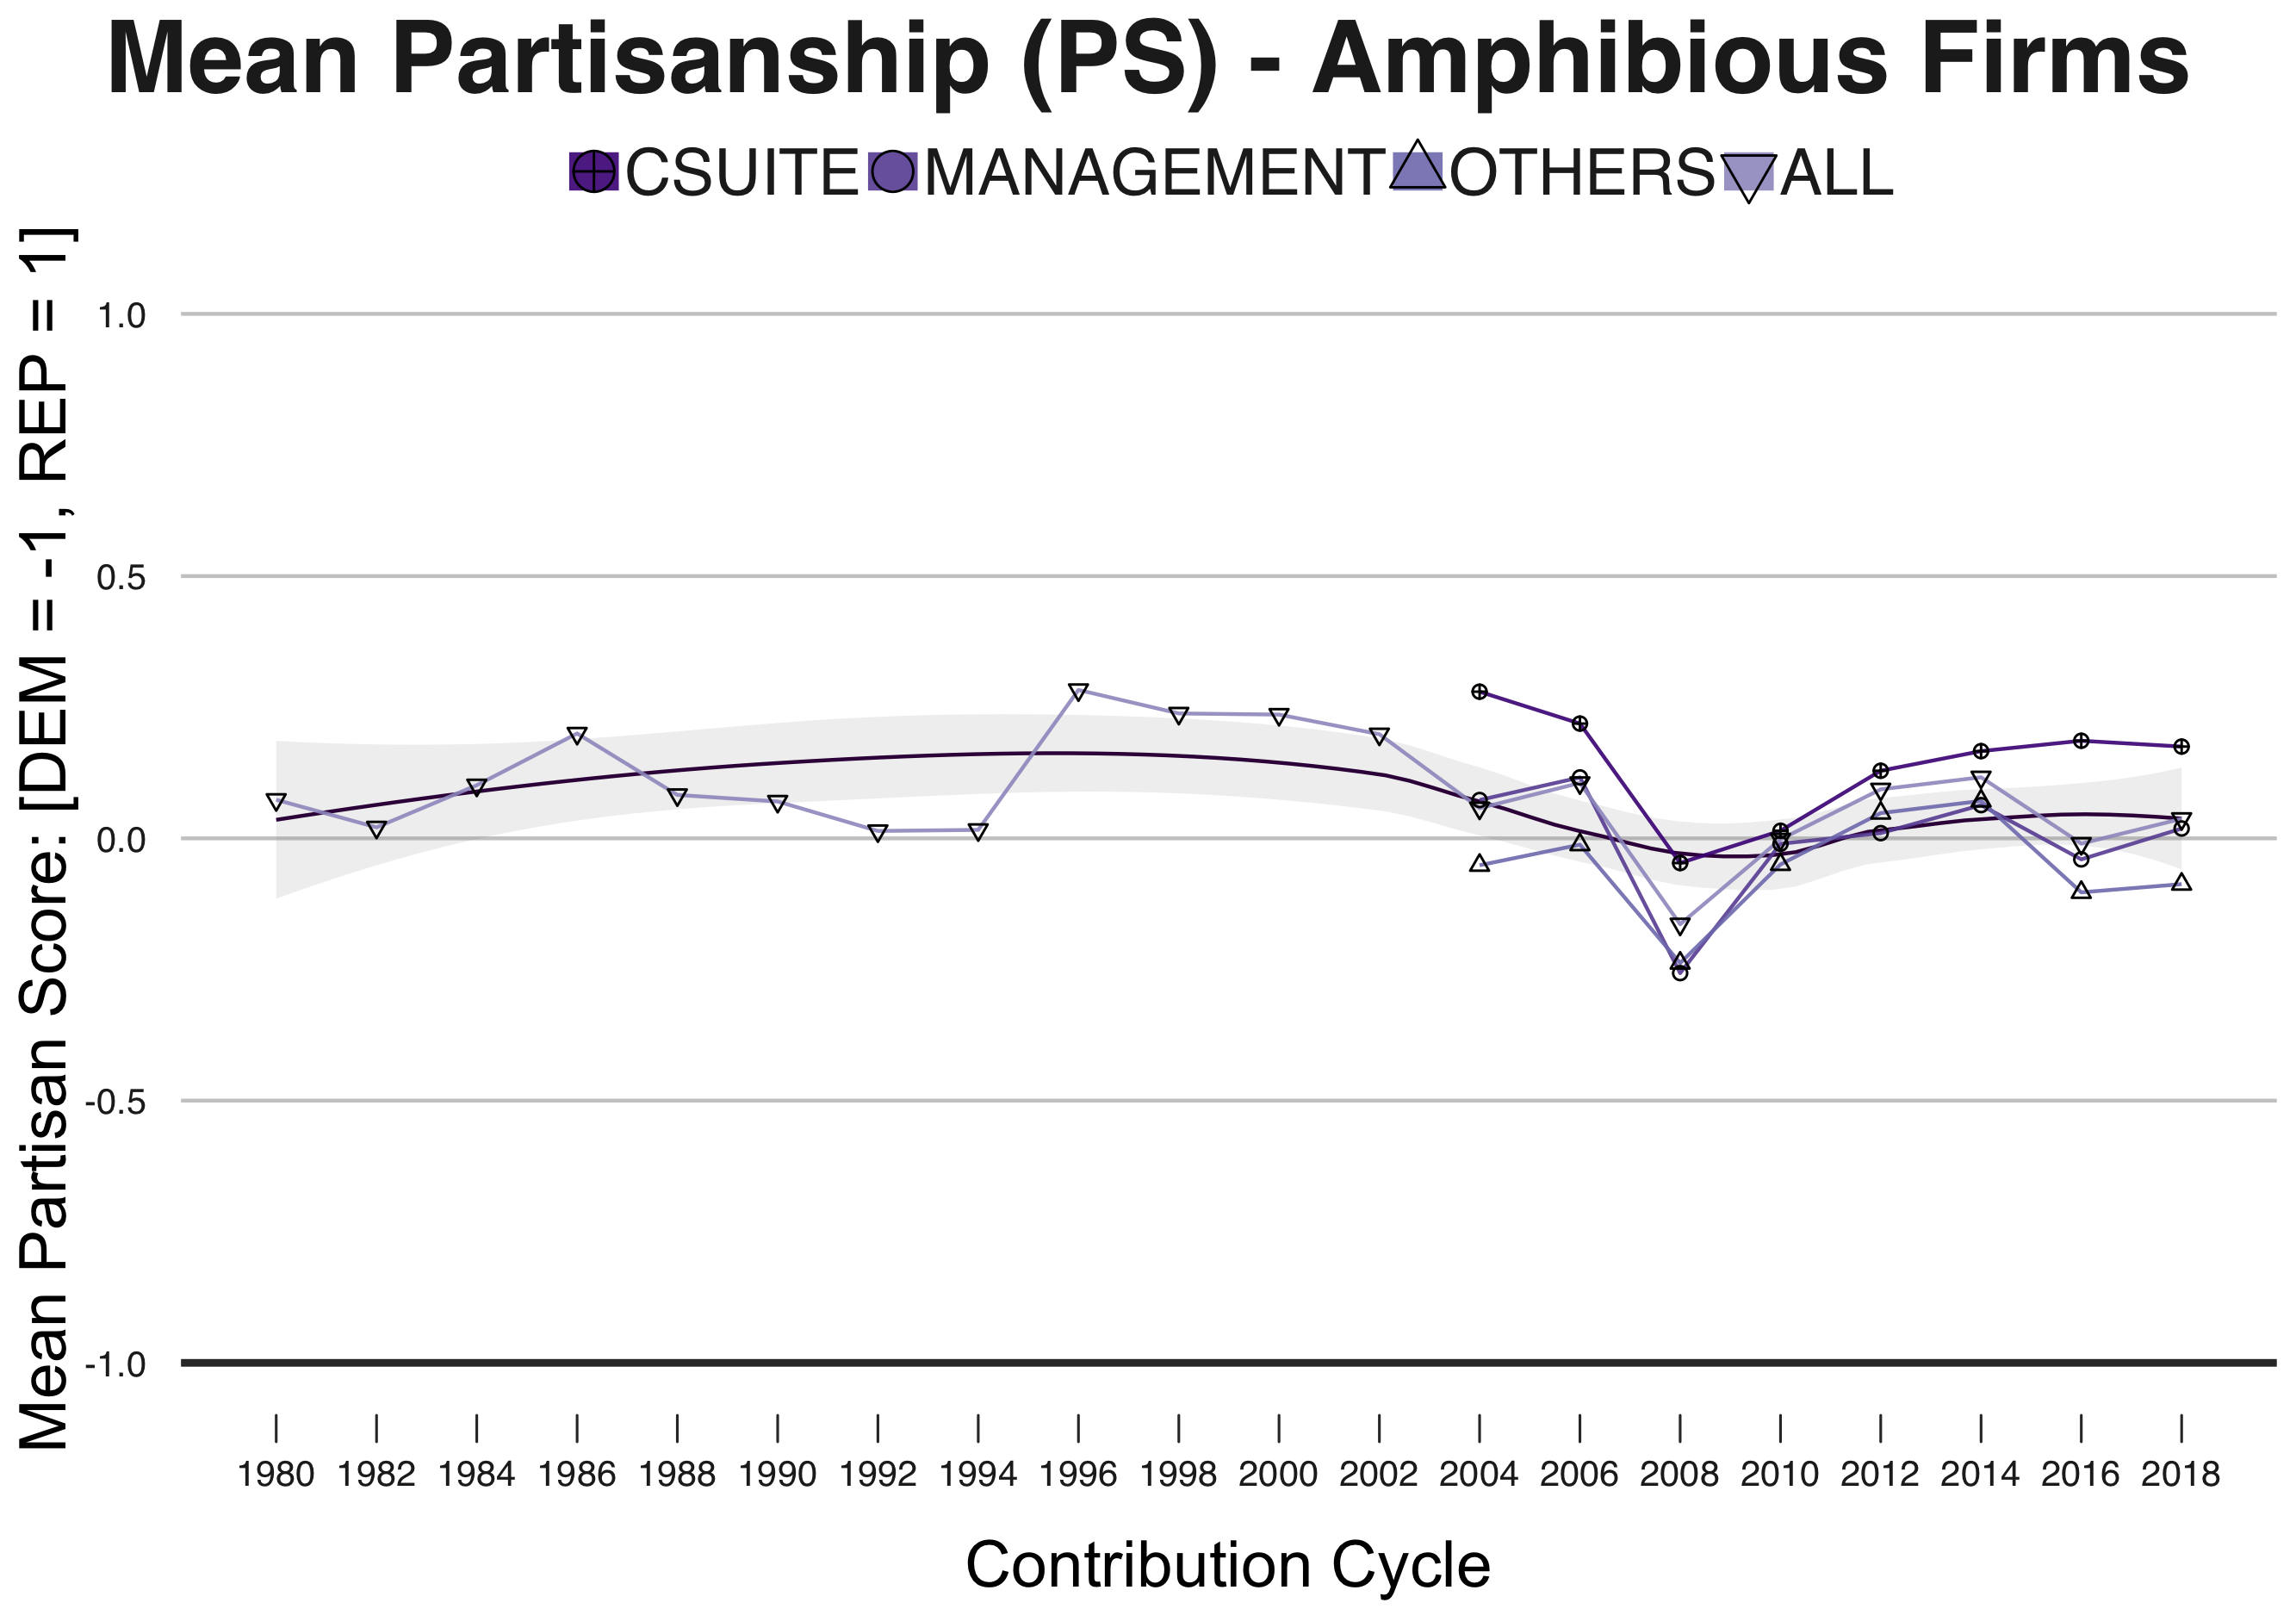 Mean Partisanship (PS) - Amphibious Firms
CSUITE MANAGEMENT OTHERS ALL
Mean Partisan Score: [DEM = -1, REP = 1]
1.0
0.5
0.0
-0.5
-1.0
1980 1982 1984 1986 1988 1990 1992 1994 1996 1998 2000 2002 2004 2006 2008 2010 2012 2014 2016 2018
Contribution Cycle